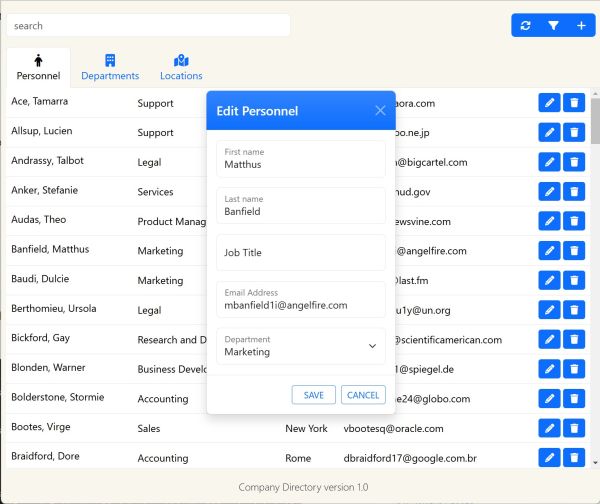 search
Personnel Departments Locations
Ace, Tamarra Support aora.com
Edit Personnel
Allsup, Lucien Support oo.ne.jp
First name
Andrassy, Talbot Legal @bigcartel.com
Matthus
Anker, Stefanie Services nud.gov
Last name
Banfield
Audas, Theo Product Manag ewsvine.com
Banfield, Matthus Marketing @angelfire.com
Job Title
Baudi, Dulcie Marketing @last.fm
Email Address
mbanfield1i@angelfire.com
Berthomieu, Ursola Legal u1y@un.org
Bickford, Gay Research and D @scientificamerican.com
Department
Marketing
Blonden, Warner Business Develo 1@spiegel.de
Bolderstone, Stormie Accounting e24@globo.com
SAVE CANCEL
Bootes, Virge Sales New York vbootesq@oracle.com
Braidford, Dore Accounting Rome dbraidford17@google.com.br
Company Directory version 1.0